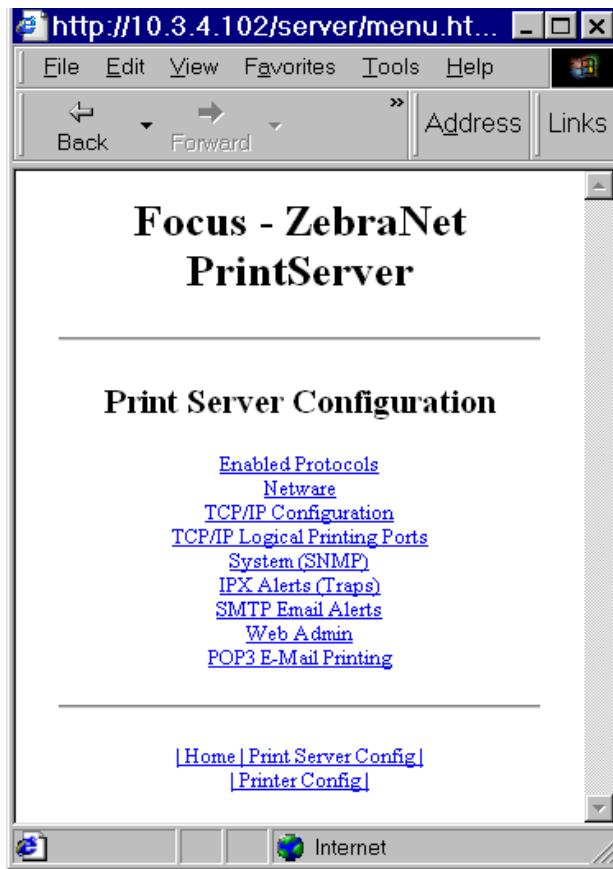 http://10.3.4.102/server/menu.ht...
File Edit View Favorites Tools Help
Back Forward » Address Links
Focus - ZebraNet
PrintServer
Print Server Configuration
Enabled Protocols
Netware
TCP/IP Configuration
TCP/IP Logical Printing Ports
System (SNMP)
IPX Alerts (Traps)
SMTP Email Alerts
Web Admin
POP3 E-Mail Printing
| Home | Print Server Config |
| Printer Config |
Internet